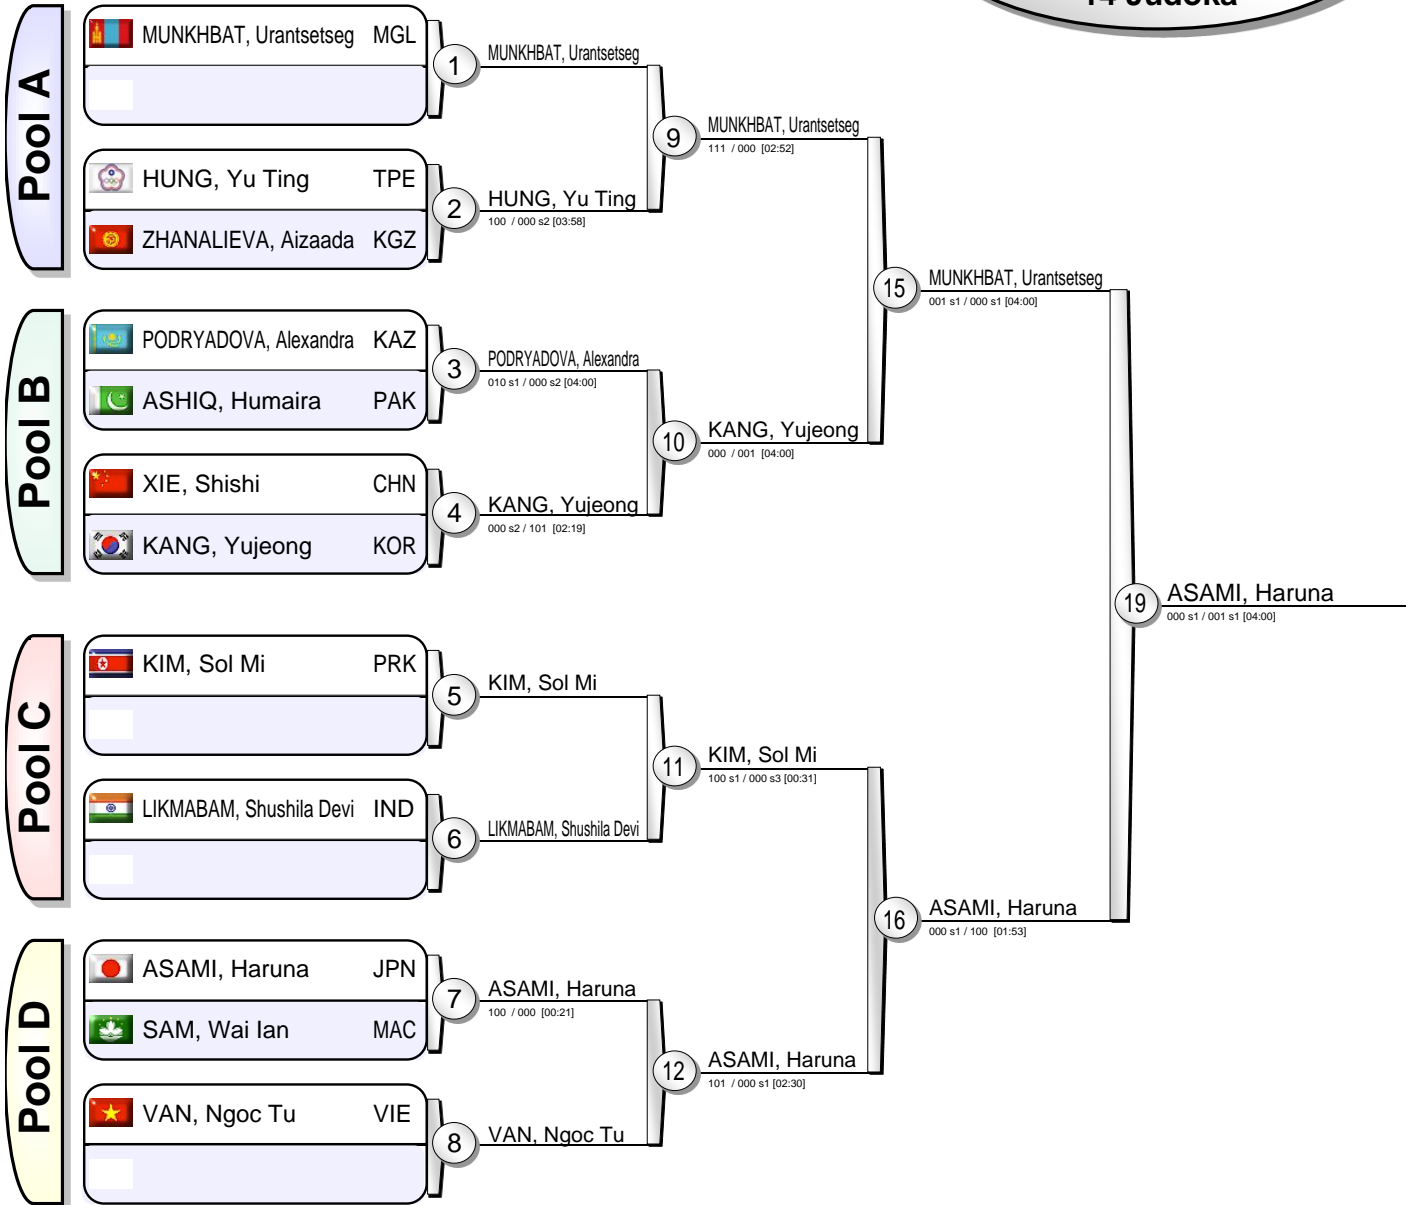 14 Judoka
Pool A
MUNKHBAT, Urantsetseg MGL
1
MUNKHBAT, Urantsetseg
HUNG, Yu Ting TPE
ZHANALIEVA, Aizaada KGZ
2
HUNG, Yu Ting
100 / 000 s2 [03:58]
9
MUNKHBAT, Urantsetseg
111 / 000 [02:52]
Pool B
PODRYADOVA, Alexandra KAZ
ASHIQ, Humaira PAK
3
PODRYADOVA, Alexandra
010 s1 / 000 s2 [04:00]
XIE, Shishi CHN
KANG, Yujeong KOR
4
KANG, Yujeong
000 s2 / 101 [02:19]
10
KANG, Yujeong
000 / 001 [04:00]
15
MUNKHBAT, Urantsetseg
001 s1 / 000 s1 [04:00]
Pool C
KIM, Sol Mi PRK
5
KIM, Sol Mi
LIKMABAM, Shushila Devi IND
6
LIKMABAM, Shushila Devi
11
KIM, Sol Mi
100 s1 / 000 s3 [00:31]
Pool D
ASAMI, Haruna JPN
SAM, Wai Ian MAC
7
ASAMI, Haruna
100 / 000 [00:21]
VAN, Ngoc Tu VIE
8
VAN, Ngoc Tu
12
ASAMI, Haruna
101 / 000 s1 [02:30]
16
ASAMI, Haruna
000 s1 / 100 [01:53]
19
ASAMI, Haruna
000 s1 / 001 s1 [04:00]